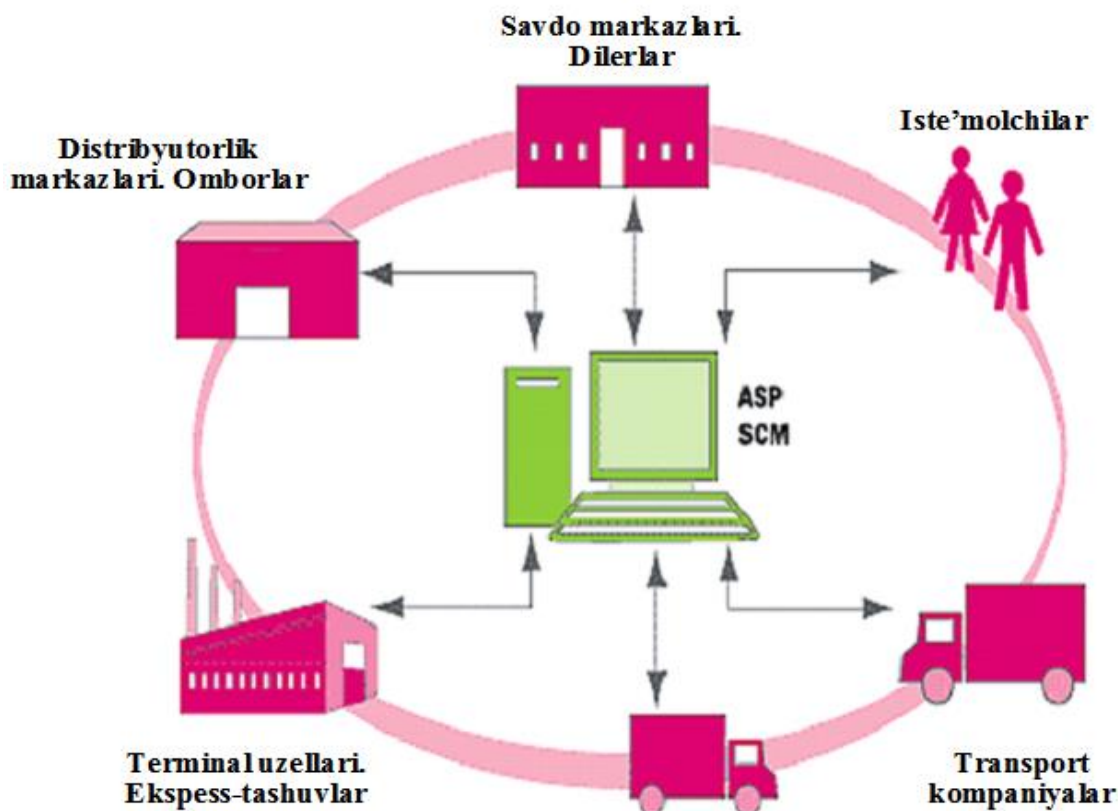 Savdo markazlari.
Dilerlar
Iste’molchilar
Distribyutorlik
markazlari. Omborlar
ASP
SCM
Terminal uzellari.
Ekspess-tashuvlar
Transport
kompaniyalar